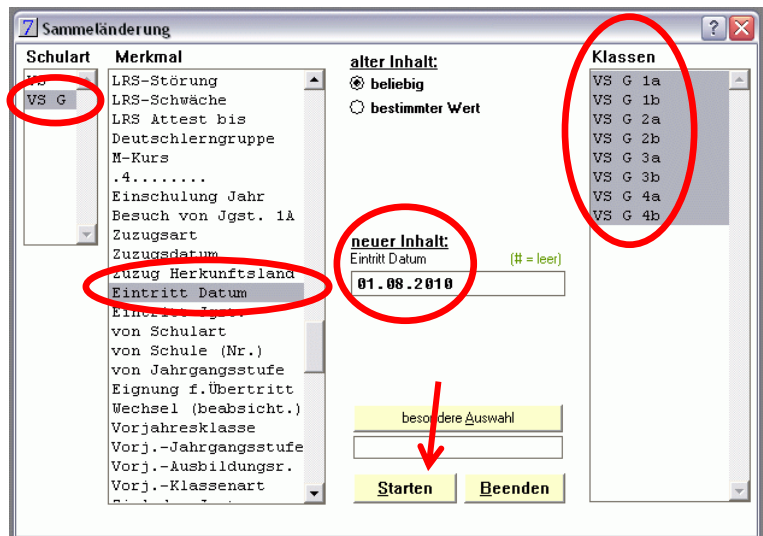 7 Sammeländerung ?
Schulart
VS
VS G
Merkmal
LRS-Störung
LRS-Schwäche
LRS Attest bis
Deutschlerngruppe
M-Kurs
.4........
Einschulung Jahr
Besuch von Jgst. 1A
Zuzugsart
Zuzugsdatum
Zuzug Herkunftsland
Eintritt Datum
Eintritt Jgst.
von Schulart
von Schule (Nr.)
von Jahrgangsstufe
Eignung f.Übertritt
Wechsel (beabsicht.)
Vorjahresklasse
Vorj.-Jahrgangsstufe
Vorj.-Ausbildungsr.
Vorj.-Klassenart
alter Inhalt:
beliebig
bestimmter Wert
neuer Inhalt:
Eintritt Datum (# = leer)
01.08.2010
besondere Auswahl
Starten Beenden
Klassen
VS G 1a
VS G 1b
VS G 2a
VS G 2b
VS G 3a
VS G 3b
VS G 4a
VS G 4b